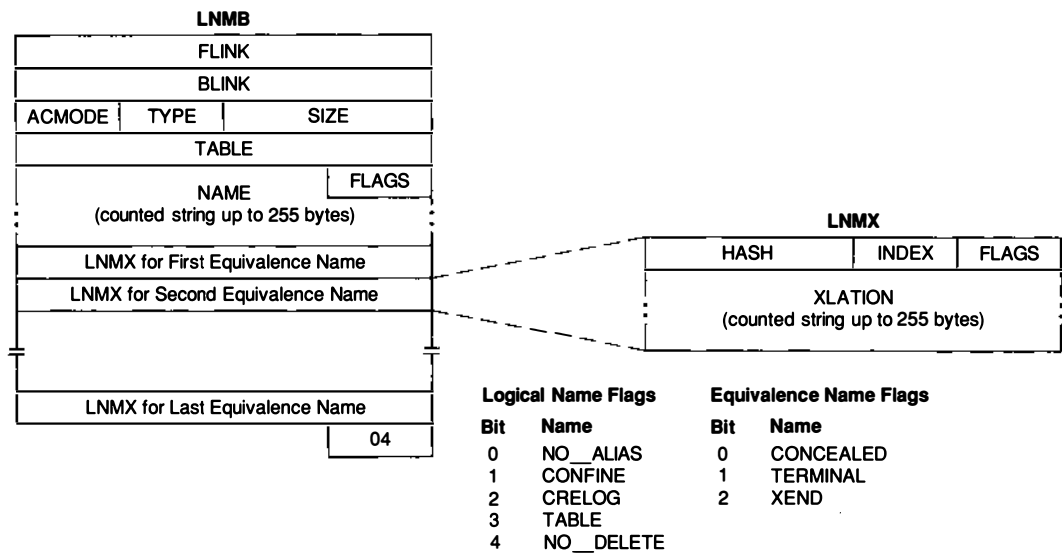 LNMB
FLINK
BLINK
ACMODE TYPE SIZE
TABLE
FLAGS
NAME
(counted string up to 255 bytes)
LNMX for First Equivalence Name
LNMX for Second Equivalence Name
LNMX for Last Equivalence Name
04
LNMX
HASH INDEX FLAGS
XLATION
(counted string up to 255 bytes)
Logical Name Flags
Bit Name
0 NO__ALIAS
1 CONFINE
2 CRELOG
3 TABLE
4 NO__DELETE
Equivalence Name Flags
Bit Name
0 CONCEALED
1 TERMINAL
2 XEND